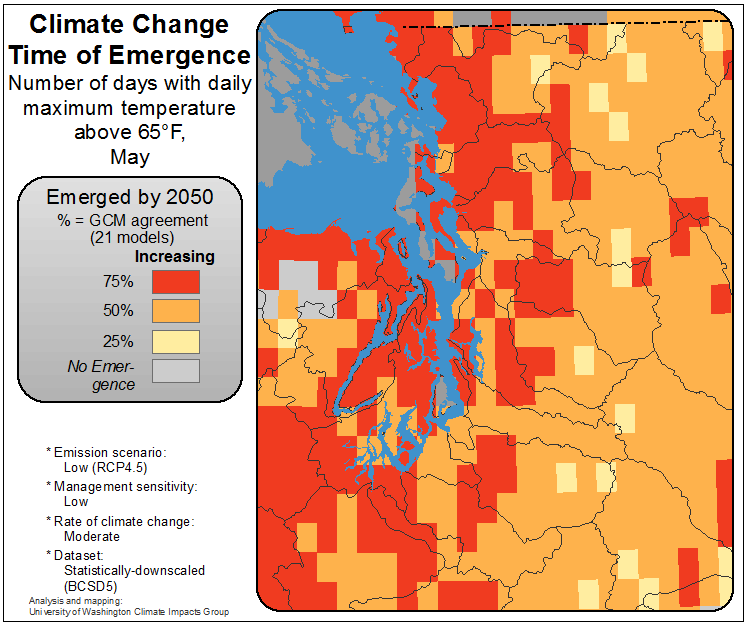 Climate Change
Time of Emergence
Number of days with daily
maximum temperature
above 65°F,
May
Emerged by 2050
% = GCM agreement
(21 models)
Increasing
75%
50%
25%
No Emer-
gence
* Emission scenario:
Low (RCP4.5)
* Management sensitivity:
Low
* Rate of climate change:
Moderate
* Dataset:
Statistically-downscaled
(BCSD5)
Analysis and mapping:
University of Washington Climate Impacts Group